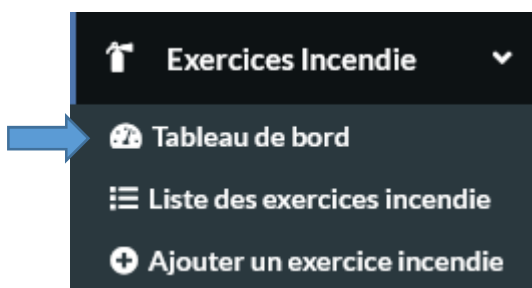 Exercices Incendie
Tableau de bord
Liste des exercices incendie
Ajouter un exercice incendie